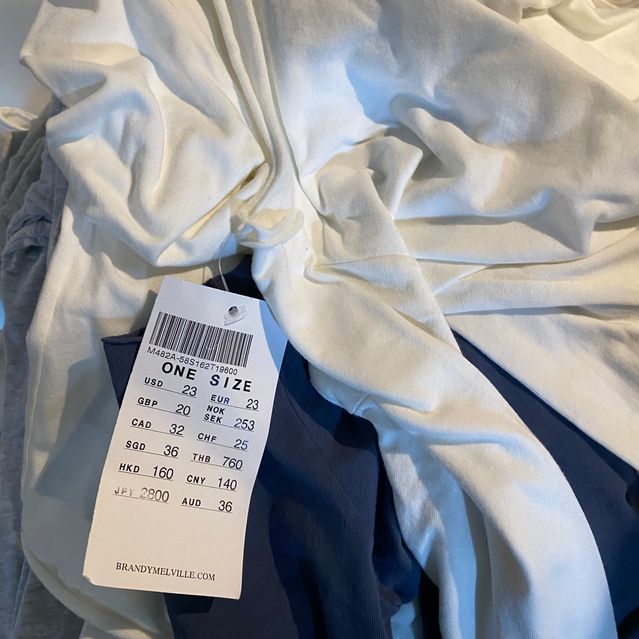 M482A-58S162T19600
ONE SIZE
USD 23 EUR 23
GBP 20 NOK SEK 253
CAD 32 CHF 25
SGD 36 THB 760
HKD 160 CNY 140
JPY 2800 AUD 36
BRANDYMELVILLE.COM